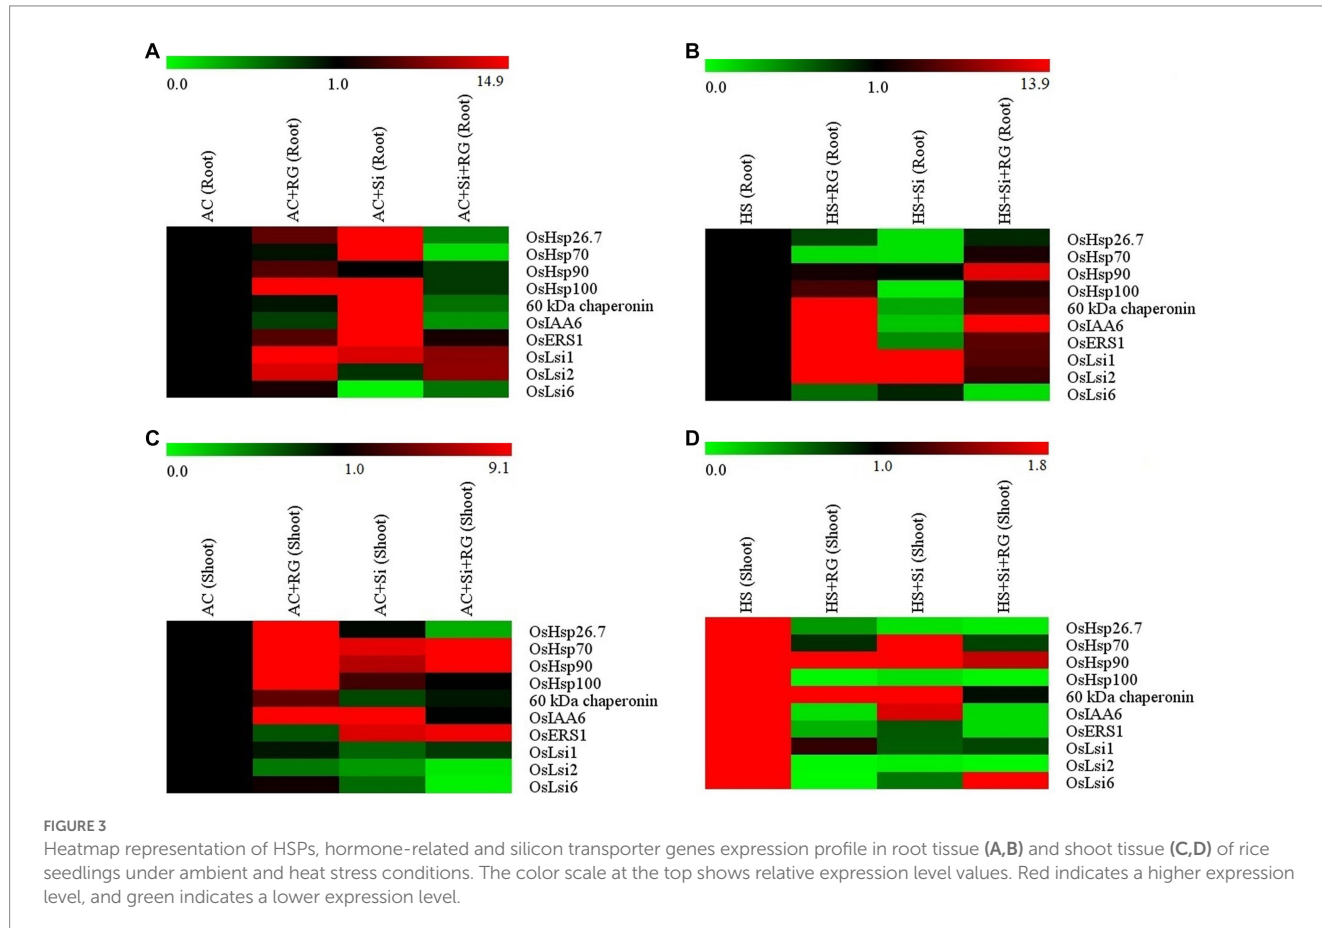 A
0.0 1.0 14.9
AC (Root)
AC+RG (Root)
AC+Si (Root)
AC+Si+RG (Root)
OsHsp26.7
OsHsp70
OsHsp90
OsHsp100
60 kDa chaperonin
OsIAA6
OsERS1
OsLsi1
OsLsi2
OsLsi6
B
0.0 1.0 13.9
HS (Root)
HS+RG (Root)
HS+Si (Root)
HS+Si+RG (Root)
OsHsp26.7
OsHsp70
OsHsp90
OsHsp100
60 kDa chaperonin
OsIAA6
OsERS1
OsLsi1
OsLsi2
OsLsi6
C
0.0 1.0 9.1
AC (Shoot)
AC+RG (Shoot)
AC+Si (Shoot)
AC+Si+RG (Shoot)
OsHsp26.7
OsHsp70
OsHsp90
OsHsp100
60 kDa chaperonin
OsIAA6
OsERS1
OsLsi1
OsLsi2
OsLsi6
D
0.0 1.0 1.8
HS (Shoot)
HS+RG (Shoot)
HS+Si (Shoot)
HS+Si+RG (Shoot)
OsHsp26.7
OsHsp70
OsHsp90
OsHsp100
60 kDa chaperonin
OsIAA6
OsERS1
OsLsi1
OsLsi2
OsLsi6
FIGURE 3
Heatmap representation of HSPs, hormone-related and silicon transporter genes expression profile in root tissue (A,B) and shoot tissue (C,D) of rice
seedlings under ambient and heat stress conditions. The color scale at the top shows relative expression level values. Red indicates a higher expression
level, and green indicates a lower expression level.